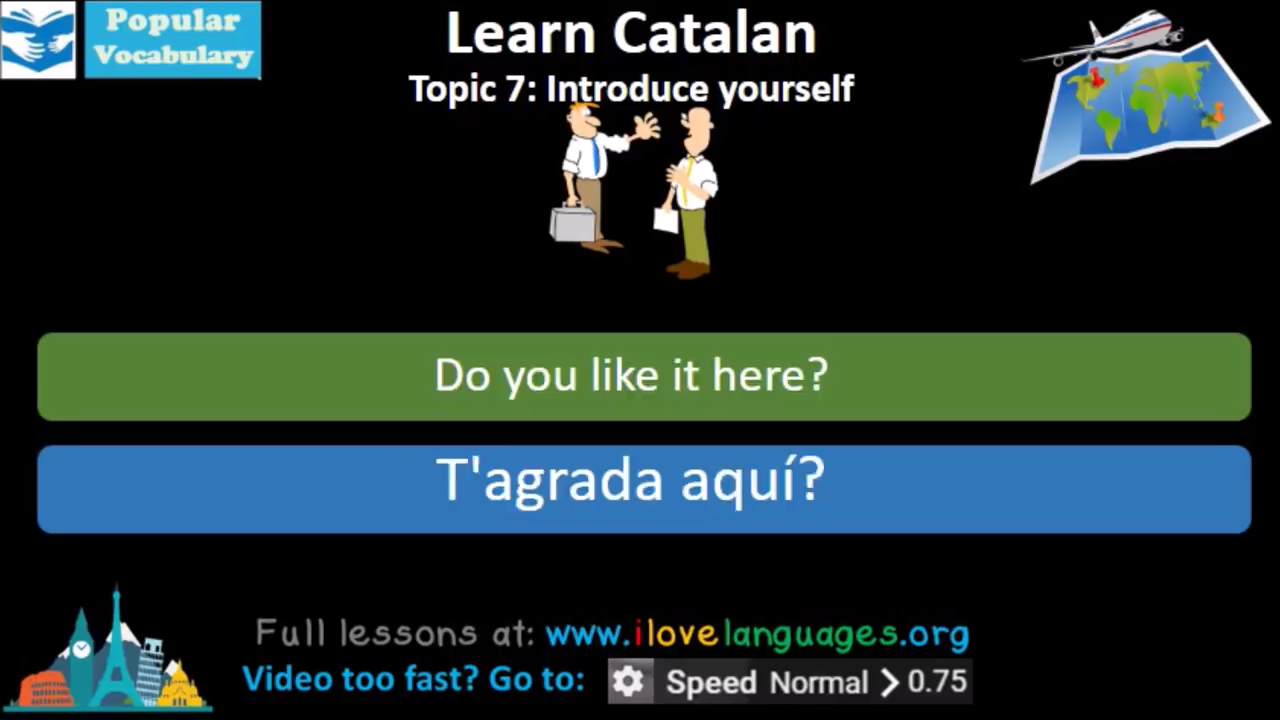 Popular
Vocabulary
Learn Catalan
Topic 7: Introduce yourself
Do you like it here?
T'agrada aquí?
Full lessons at: www.ilovelanguages.org
Video too fast? Go to: Speed Normal > 0.75